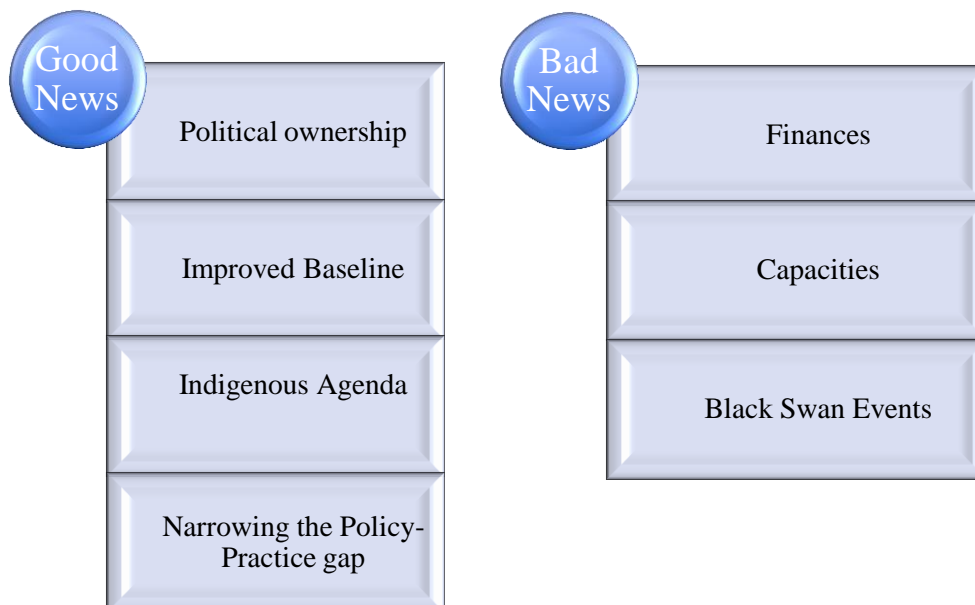 Good
News
Political ownership
Improved Baseline
Indigenous Agenda
Narrowing the Policy-
Practice gap
Bad
News
Finances
Capacities
Black Swan Events